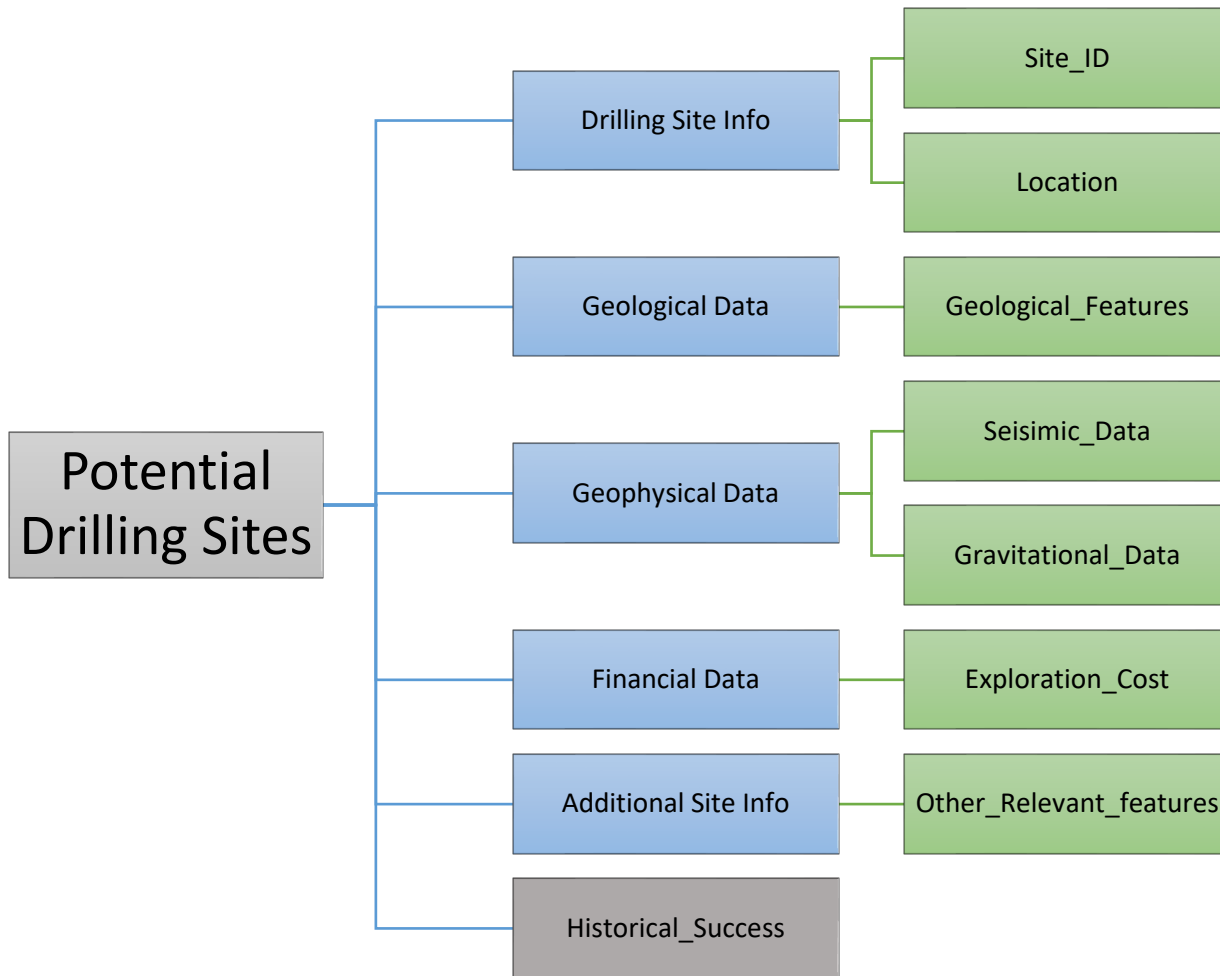 Potential
Drilling Sites
Drilling Site Info
Site_ID
Location
Geological Data
Geological_Features
Geophysical Data
Seisimic_Data
Gravitational_Data
Financial Data
Exploration_Cost
Additional Site Info
Other_Relevant_features
Historical_Success